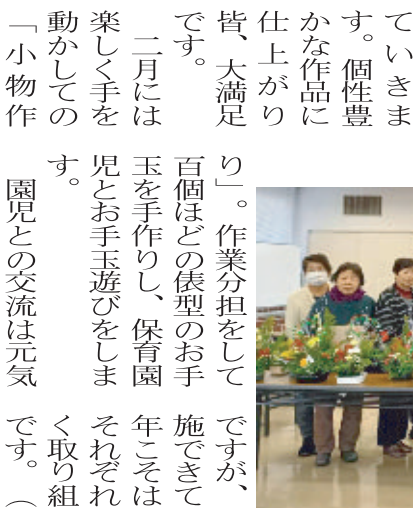 ていきま
す。個性豊
かな作品に
仕上がり
皆、大満足
です。
二月には
楽しく手を
動かしての
「小物作
り」。作業分担をして
百個ほどの俵型のお手
玉を手作りし、保育園
児とお手玉遊びをしま
す。
園児との交流は元気
ですが、
施できて
年こそは
それぞれ
く取り組
です。（